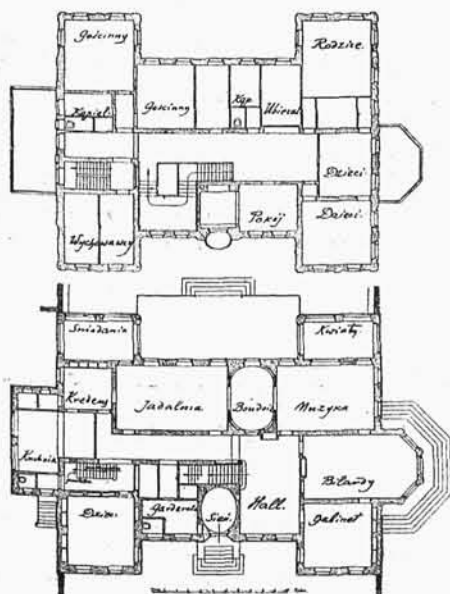 Gościnny
Rodzice.
Kąpiel.
Gościnny
Kąp.
Ubieral
Dzieci.
Wychowawcy
Pokój
Dzieci.
Śniadania
Kwiaty
Kredens
Jadalnia
Boudoir
Muzyka
Kuchnia
Bilardy
Dzieci
Garderoba
Sień.
Hall.
Gabinet